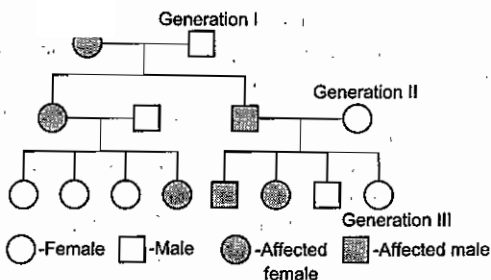 Generation I
Generation II
Generation III
-Female -Male -Affected female -Affected male